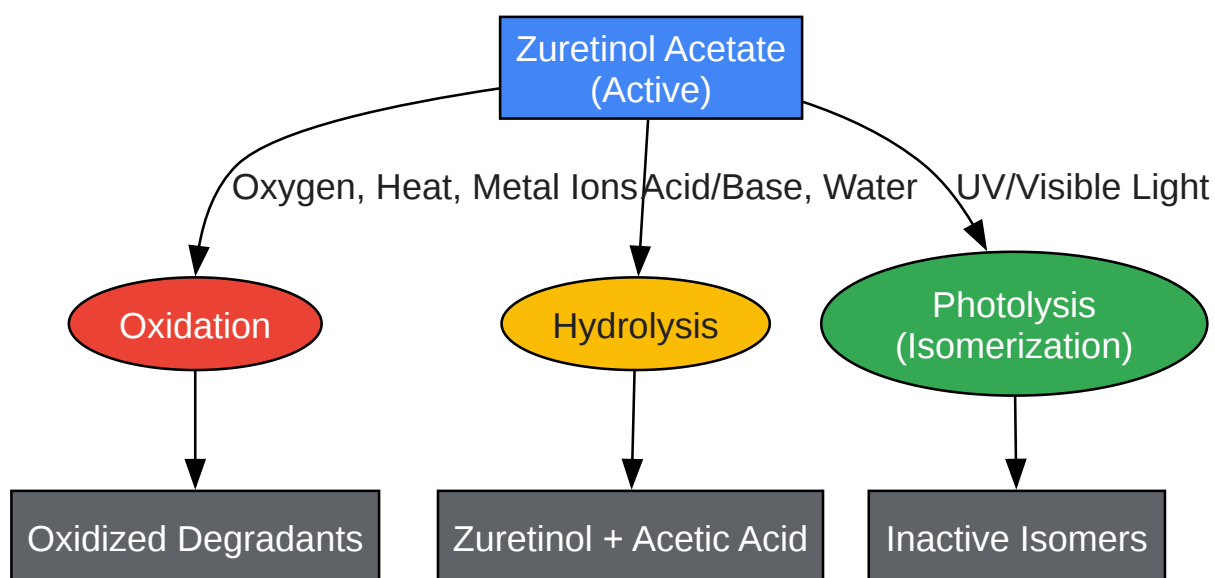 Zuretinol Acetate
(Active)
Oxygen, Heat, Metal Ions
Acid/Base, Water
UV/Visible Light
Oxidation
Hydrolysis
Photolysis
(Isomerization)
Oxidized Degradants
Zuretinol + Acetic Acid
Inactive Isomers